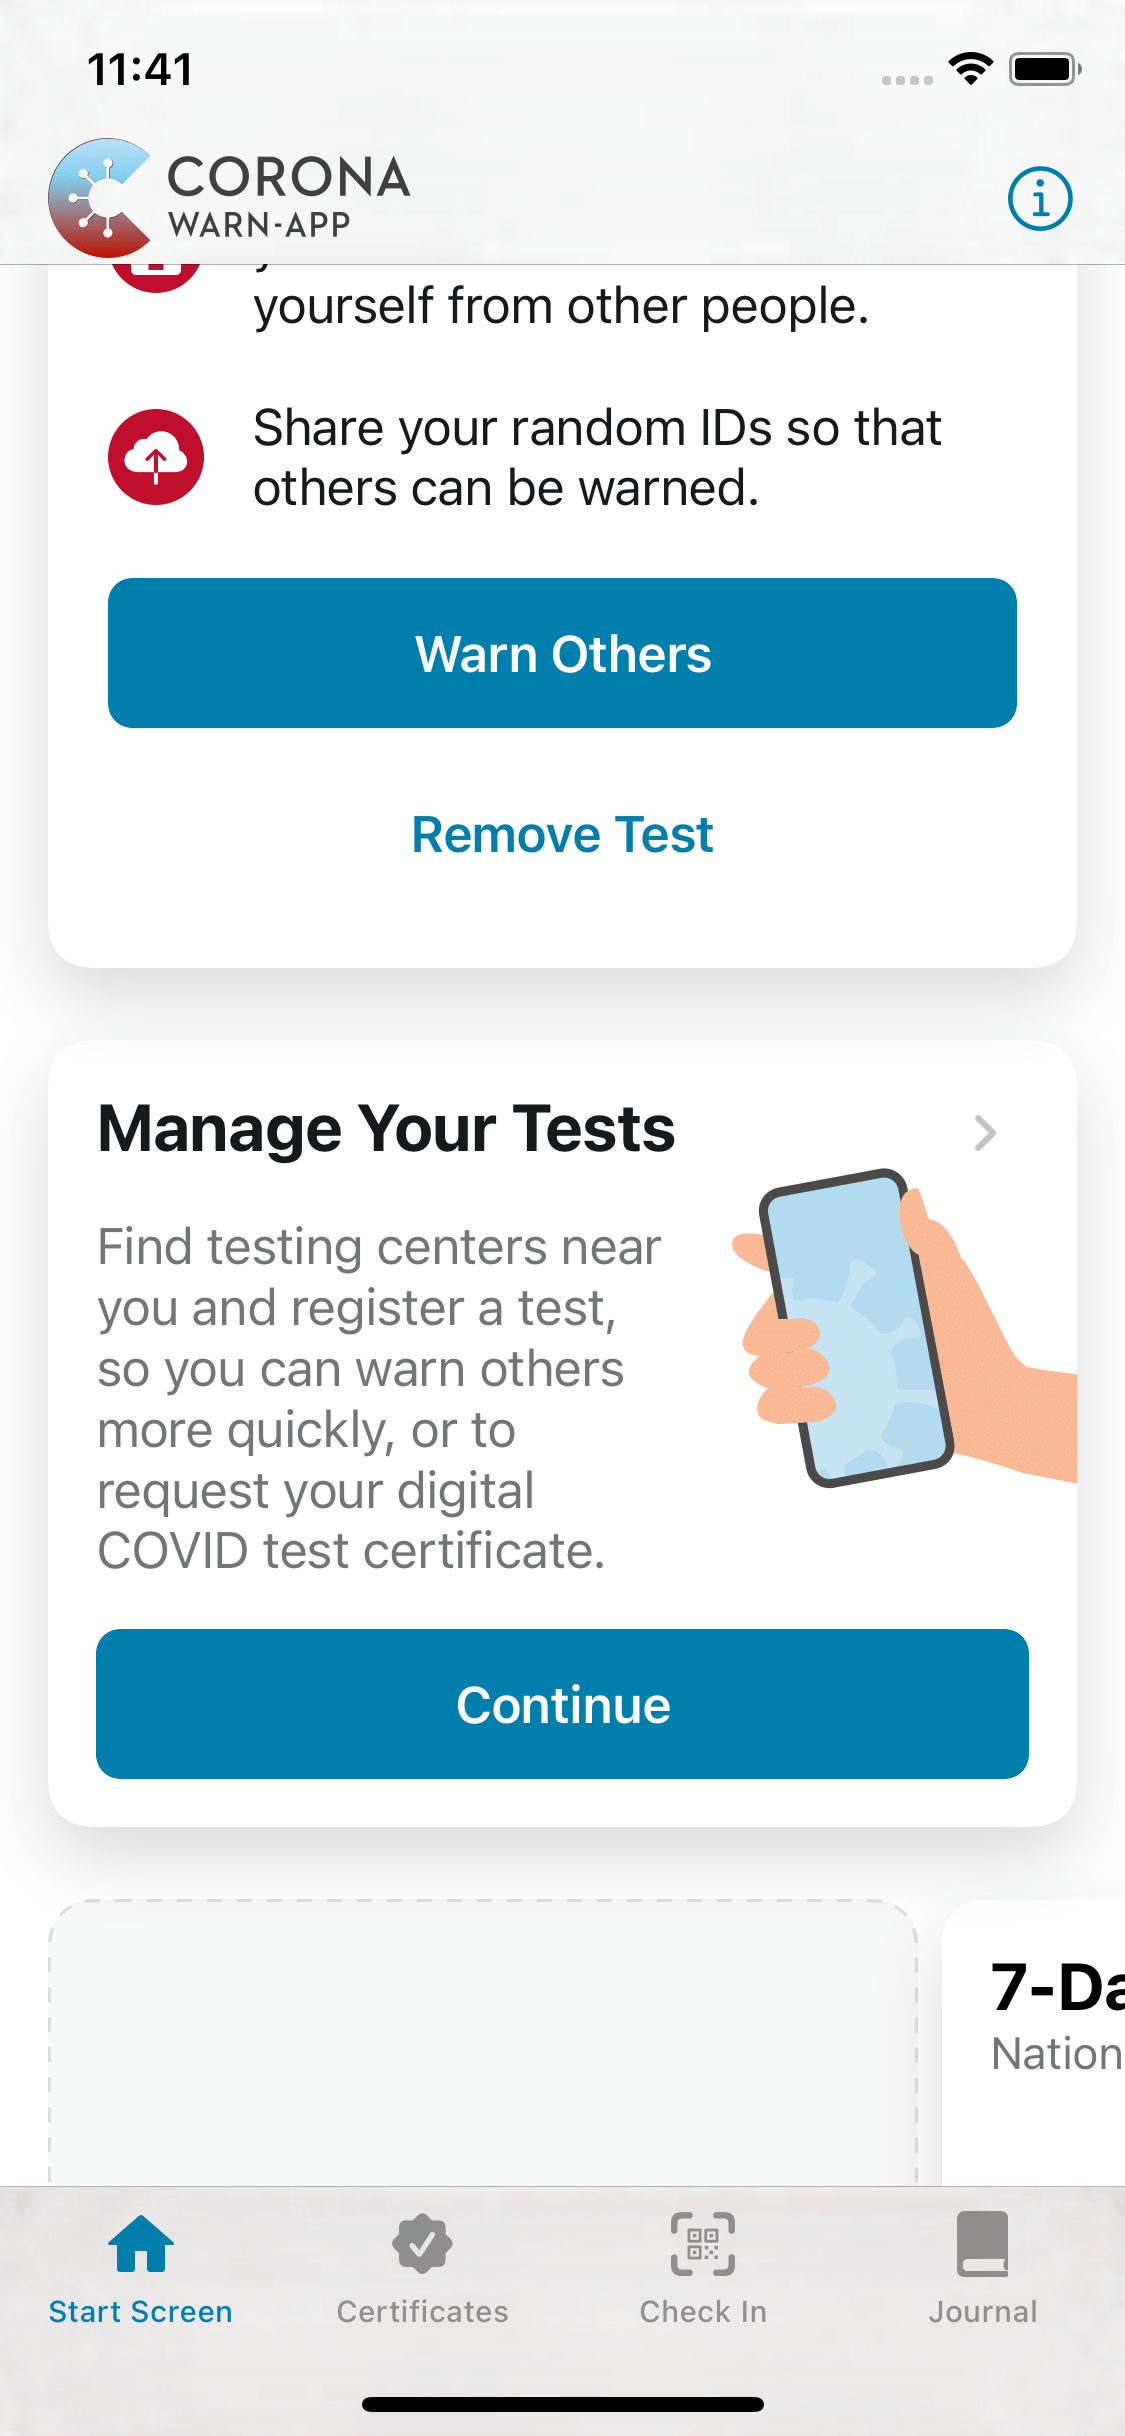 11:41
CORONA
WARN-APP
yourself from other people.
Share your random IDs so that
others can be warned.
Warn Others
Remove Test
Manage Your Tests
Find testing centers near
you and register a test,
so you can warn others
more quickly, or to
request your digital
COVID test certificate.
Continue
7-Da
Nation
Start Screen
Certificates
Check In
Journal